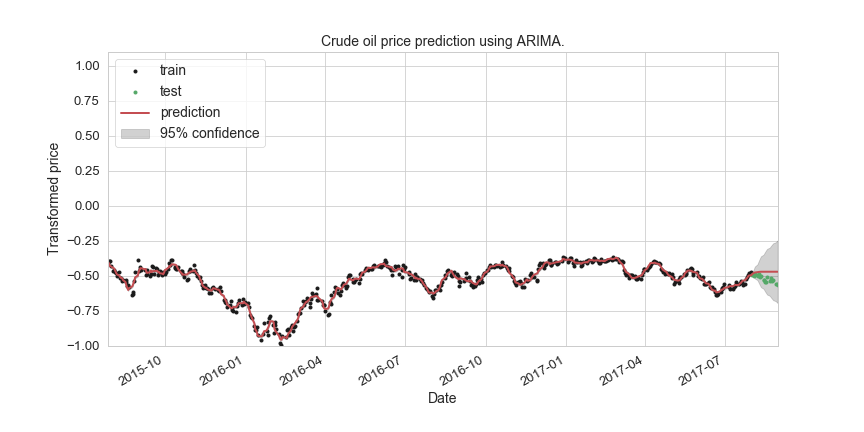 Crude oil price prediction using ARIMA.
1.00
0.75
0.50
0.25
0.00
−0.25
−0.50
−0.75
−1.00
Transformed price
train
test
prediction
95% confidence
2015-10
2016-01
2016-04
2016-07
2016-10
2017-01
2017-04
2017-07
Date